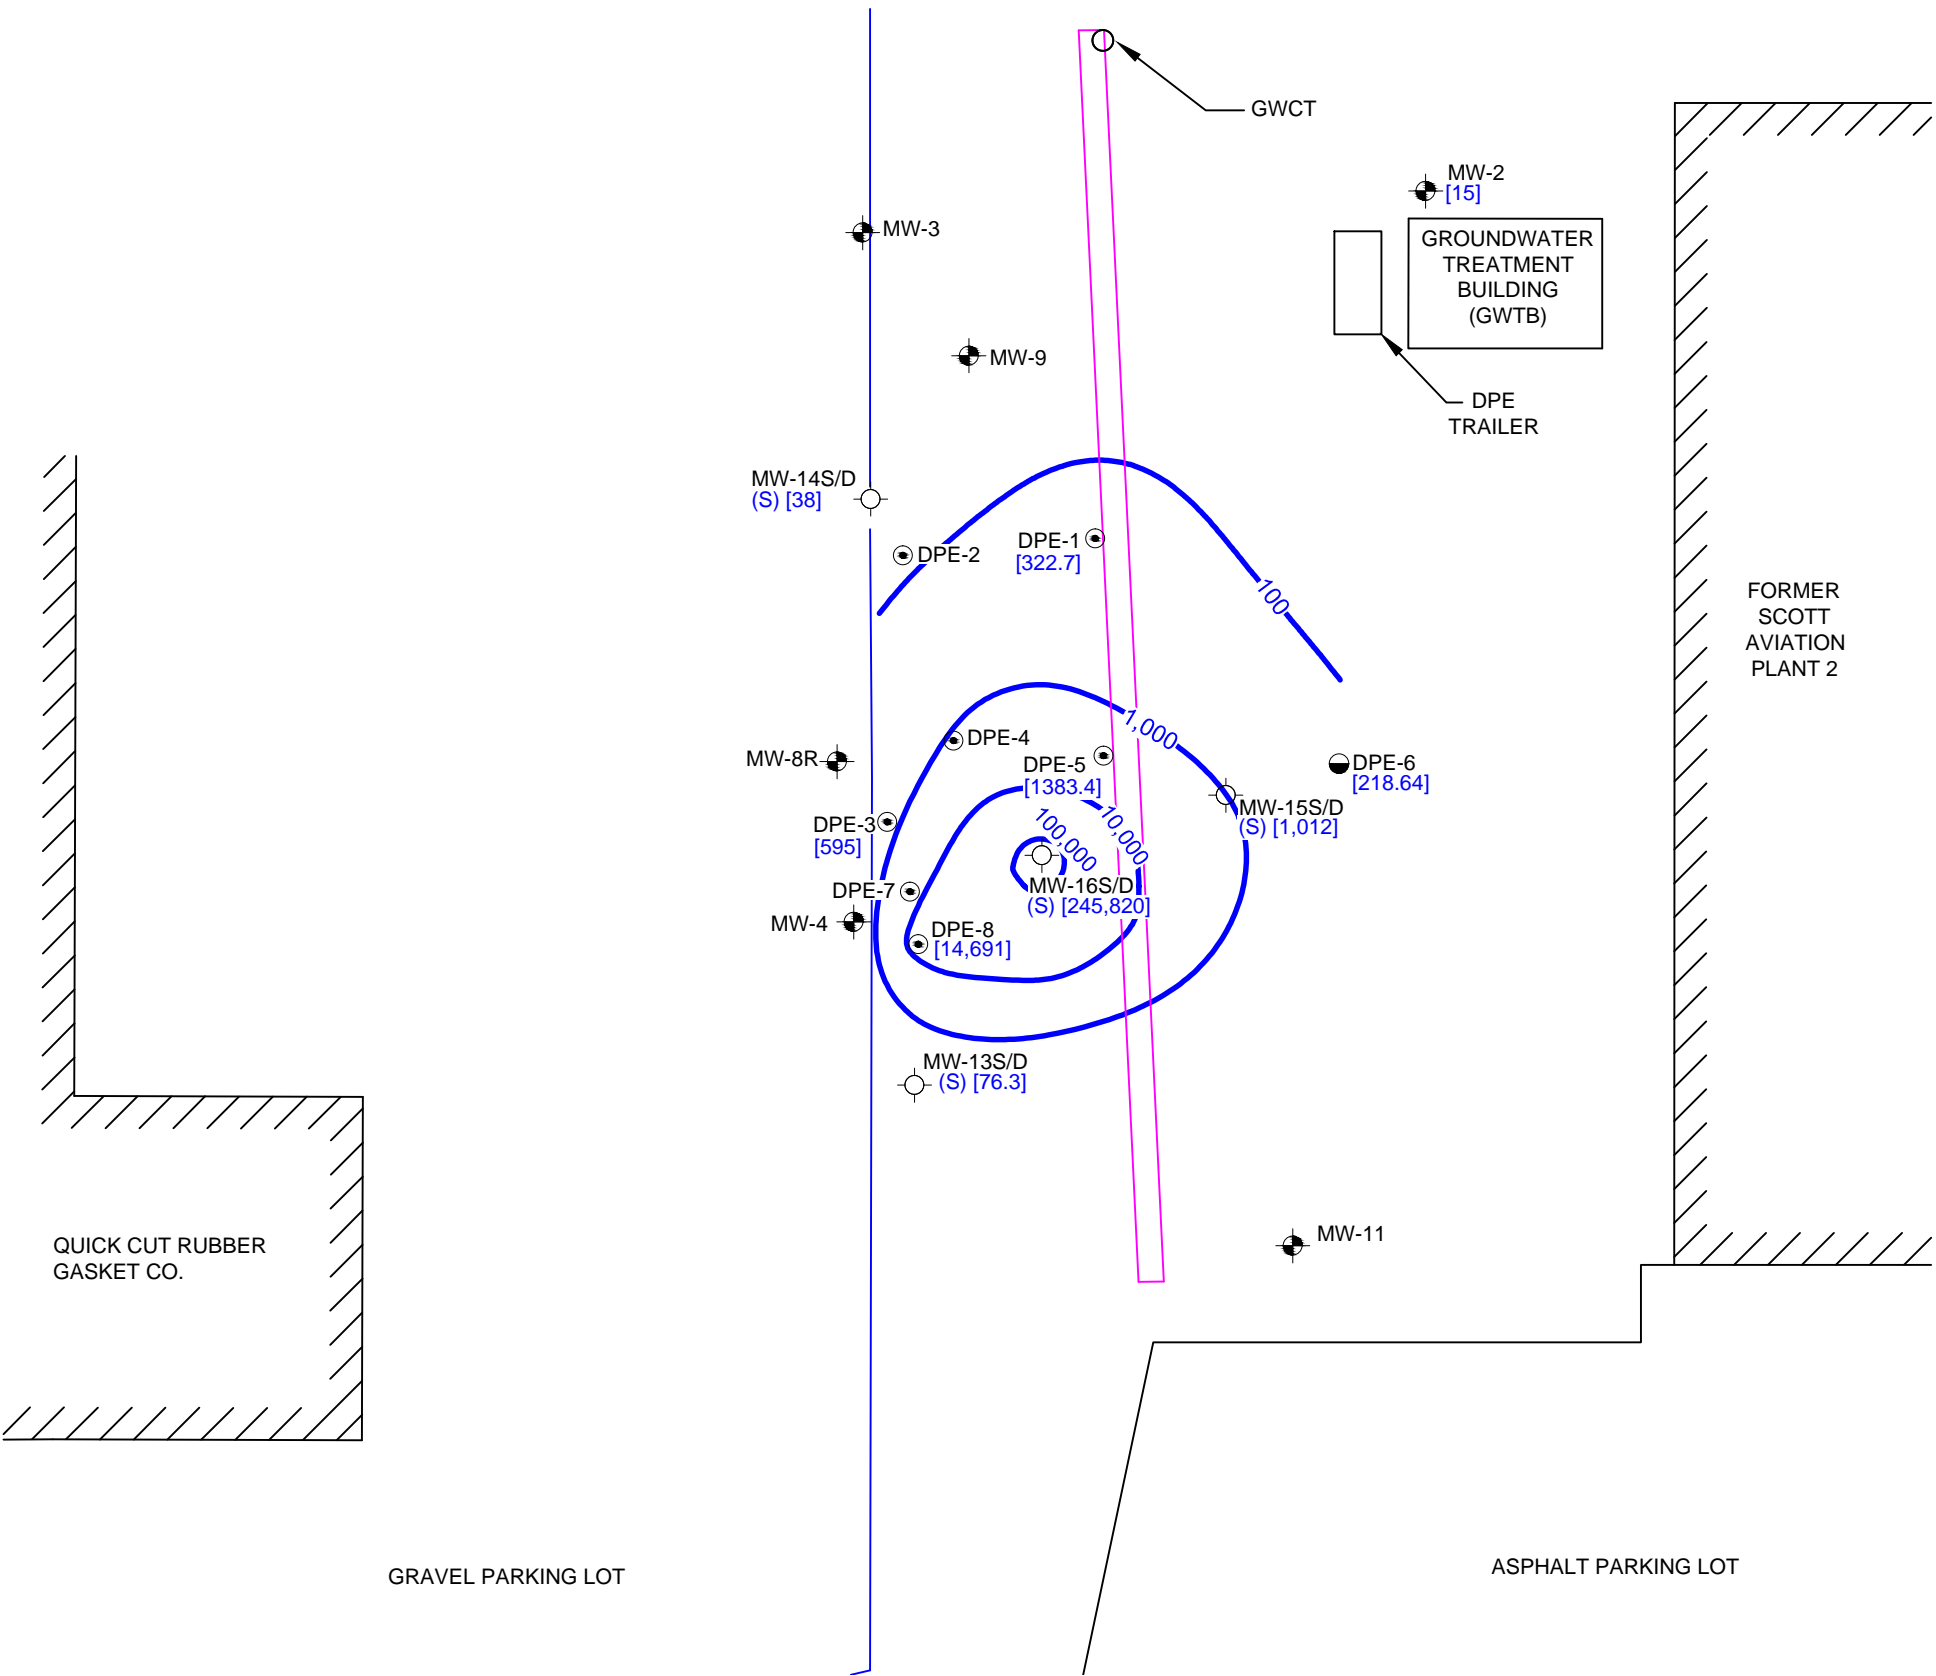 GWCT
MW-2
[15]
MW-3
GROUNDWATER
TREATMENT
BUILDING
(GWTB)
MW-9
DPE
TRAILER
MW-14S/D
(S) [38]
DPE-2
DPE-1
[322.7]
100
FORMER
SCOTT
AVIATION
PLANT 2
1,000
DPE-4
MW-8R
DPE-5
[1383.4]
DPE-6
[218.64]
MW-15S/D
(S) [1,012]
DPE-3
[595]
100,000
10,000
DPE-7
MW-16S/D
(S) [245,820]
MW-4
DPE-8
[14,691]
MW-13S/D
(S) [76.3]
MW-11
QUICK CUT RUBBER
GASKET CO.
GRAVEL PARKING LOT
ASPHALT PARKING LOT